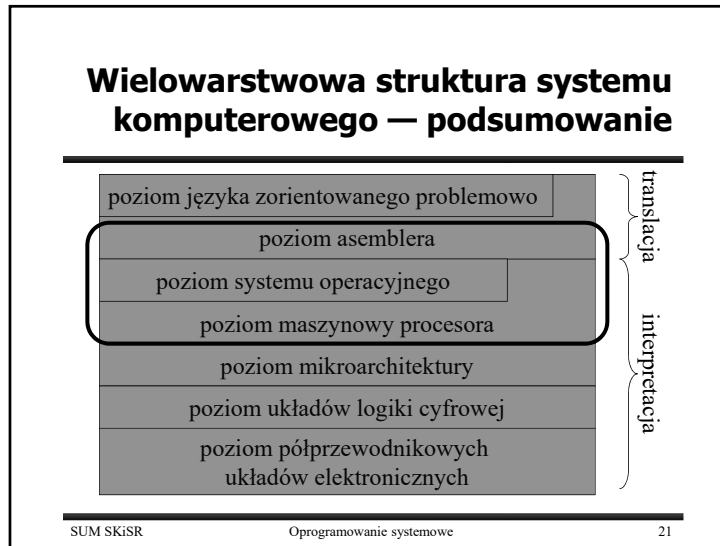 Wielowarstwowa struktura systemu
komputerowego — podsumowanie
poziom języka zorientowanego problemowo
poziom asemblera
poziom systemu operacyjnego
poziom maszynowy procesora
poziom mikroarchitektury
poziom układów logiki cyfrowej
poziom półprzewodnikowych
układów elektronicznych
translacja
interpretacja
SUM SKiSR Oprogramowanie systemowe 21